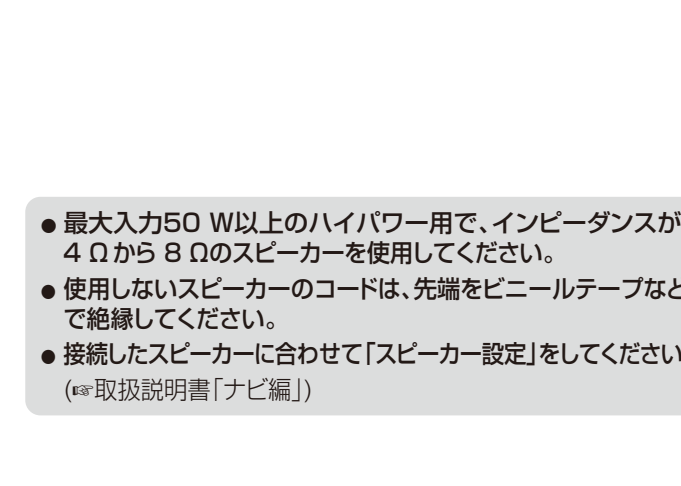 ● 最大入力50 W以上のハイパワー用で、インピーダンスが
4 Ωから 8 Ωのスピーカーを使用してください。
● 使用しないスピーカーのコードは、先端をビニールテープなと
で絶縁してください。
● 接続したスピーカーに合わせて「スピーカー設定」をしてください
(☞取扱説明書「ナビ編」)